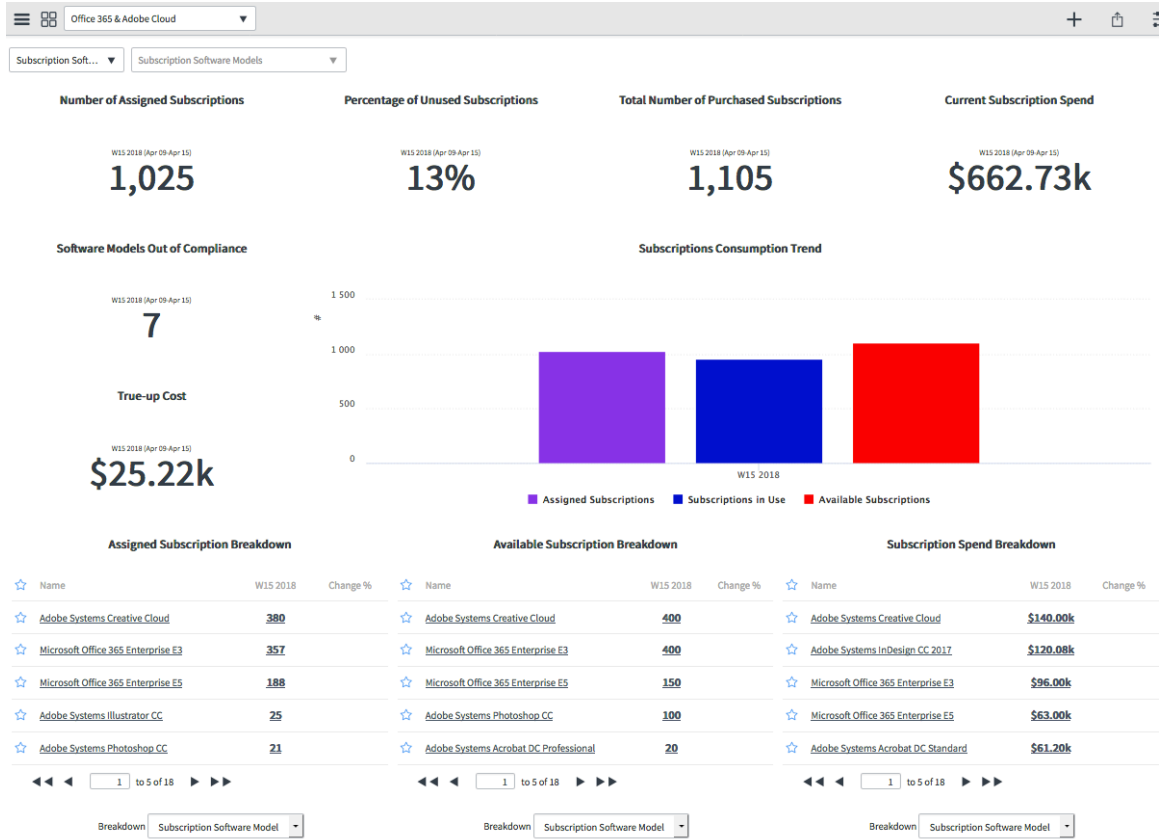 Office 365 & Adobe Cloud
Subscription Soft... Subscription Software Models
Number of Assigned Subscriptions Percentage of Unused Subscriptions Total Number of Purchased Subscriptions Current Subscription Spend
W15 2018 (Apr 09-Apr 15) W15 2018 (Apr 09-Apr 15) W15 2018 (Apr 09-Apr 15) W15 2018 (Apr 09-Apr 15)
1,025 13% 1,105 $662.73k
Software Models Out of Compliance
W15 2018 (Apr 09-Apr 15)
7
True-up Cost
W15 2018 (Apr 09-Apr 15)
$25.22k
Subscriptions Consumption Trend
1 500
#
1 000
500
0
W15 2018
Assigned Subscriptions Subscriptions in Use Available Subscriptions
Assigned Subscription Breakdown
Name W15 2018 Change %
Adobe Systems Creative Cloud 380
Microsoft Office 365 Enterprise E3 357
Microsoft Office 365 Enterprise E5 188
Adobe Systems Illustrator CC 25
Adobe Systems Photoshop CC 21
1 to 5 of 18
Breakdown Subscription Software Model
Available Subscription Breakdown
Name W15 2018 Change %
Adobe Systems Creative Cloud 400
Microsoft Office 365 Enterprise E3 400
Microsoft Office 365 Enterprise E5 150
Adobe Systems Photoshop CC 100
Adobe Systems Acrobat DC Professional 20
1 to 5 of 18
Breakdown Subscription Software Model
Subscription Spend Breakdown
Name W15 2018 Change %
Adobe Systems Creative Cloud $140.00k
Adobe Systems InDesign CC 2017 $120.08k
Microsoft Office 365 Enterprise E3 $96.00k
Microsoft Office 365 Enterprise E5 $63.00k
Adobe Systems Acrobat DC Standard $61.20k
1 to 5 of 18
Breakdown Subscription Software Model